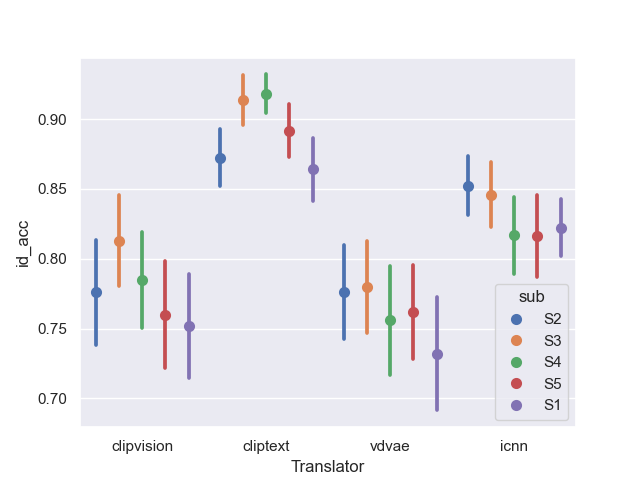 0.90
0.85
0.80
0.75
0.70
id_acc
clipvision
cliptext
vdvae
icnn
Translator
sub
S2
S3
S4
S5
S1